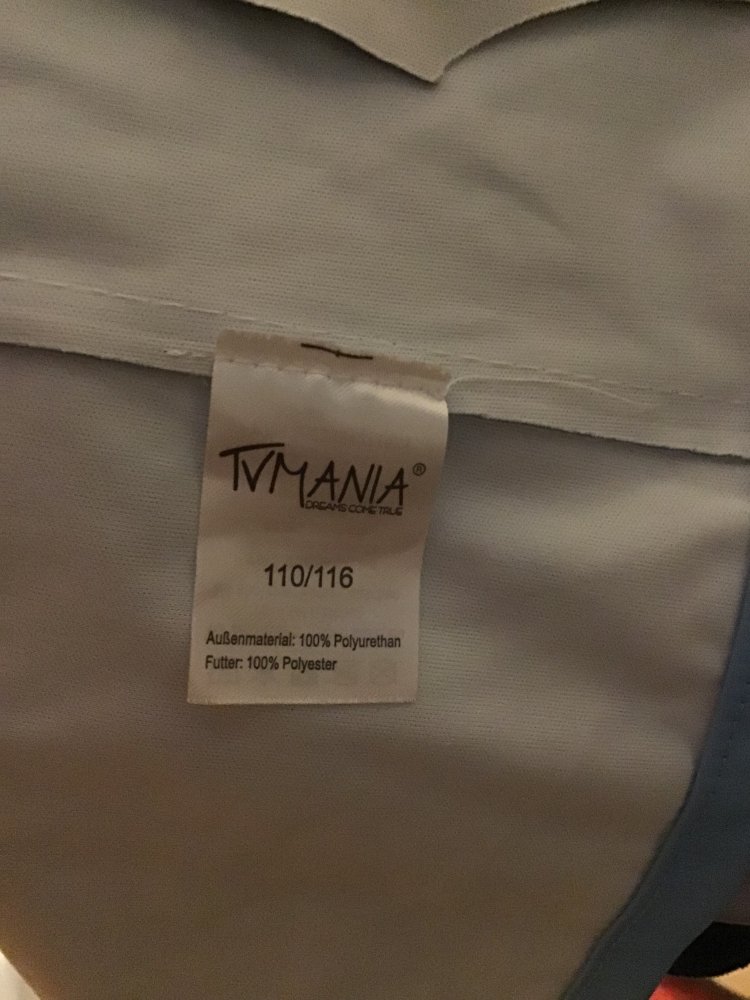 TVMANIA®
DREAMS COME TRUE
110/116
Außenmaterial: 100% Polyurethan
Futter: 100% Polyester